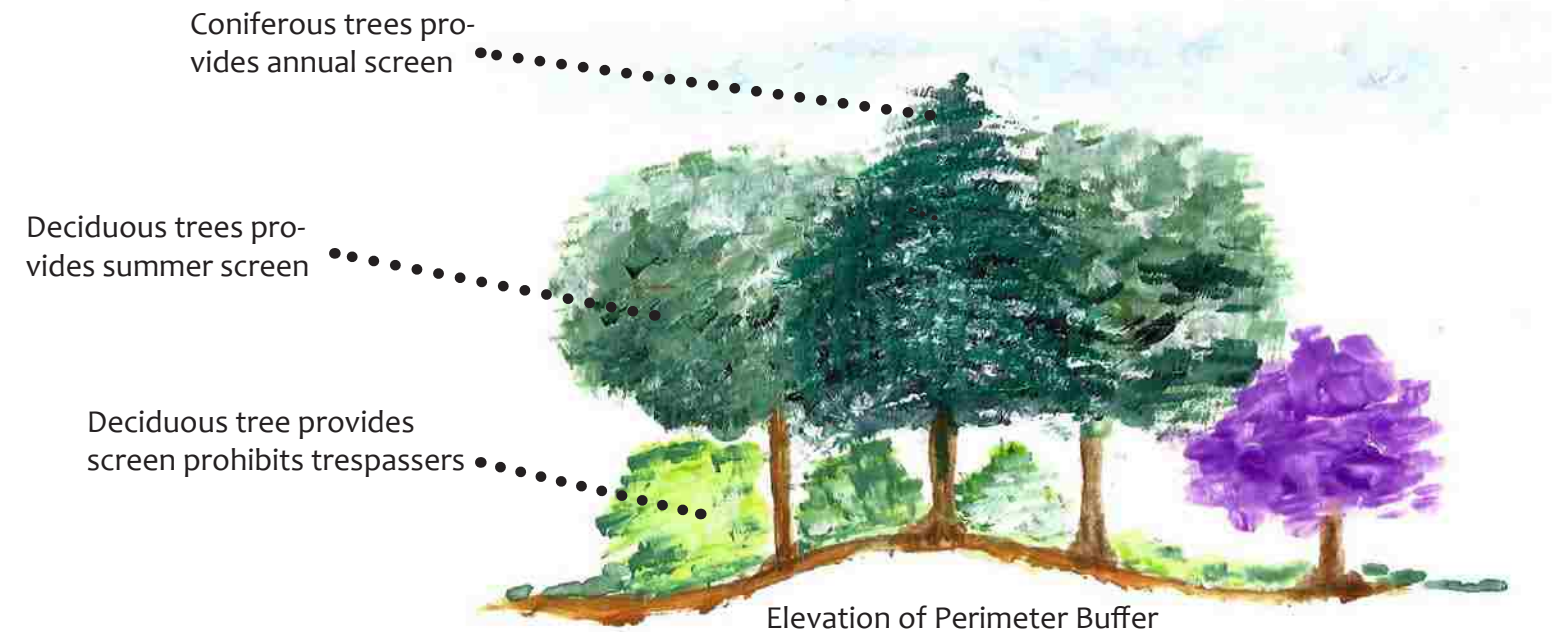 Coniferous trees pro-
vides annual screen
Deciduous trees pro-
vides summer screen
Deciduous tree provides
screen prohibits trespassers
Elevation of Perimeter Buffer